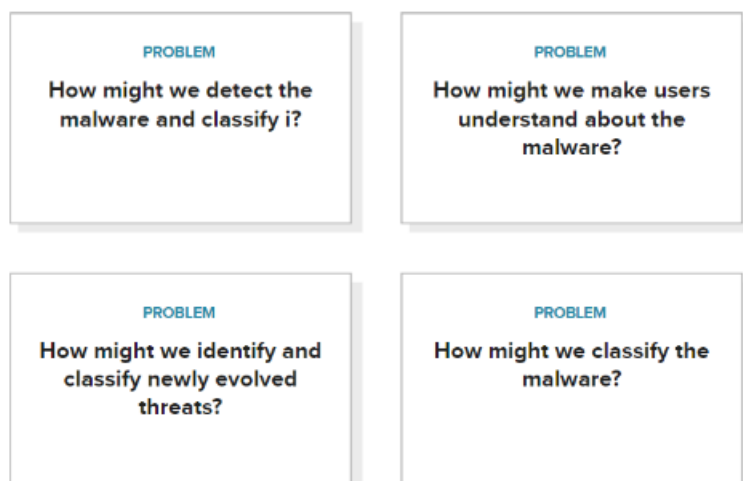 PROBLEM
How might we detect the
malware and classify i?
PROBLEM
How might we make users
understand about the
malware?
PROBLEM
How might we identify and
classify newly evolved
threats?
PROBLEM
How might we classify the
malware?